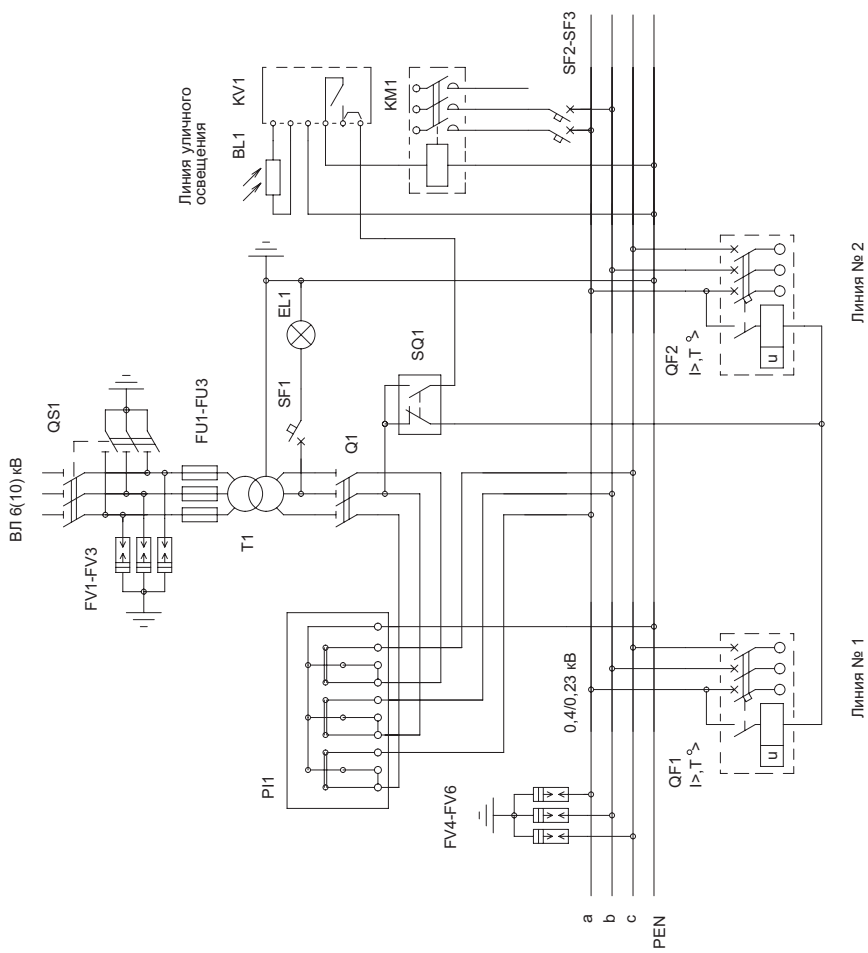 ВЛ 6(10) кВ
QS1
FV1-FV3
FU1-FU3
T1
SF1
EL1
Q1
SQ1
Линия уличного
освещения
BL1
KV1
KM1
SF2-SF3
PI1
FV4-FV6
0,4/0,23 кВ
a
b
c
PEN
QF1
I>,T°>
u
Линия № 1
QF2
I>,T°>
u
Линия № 2